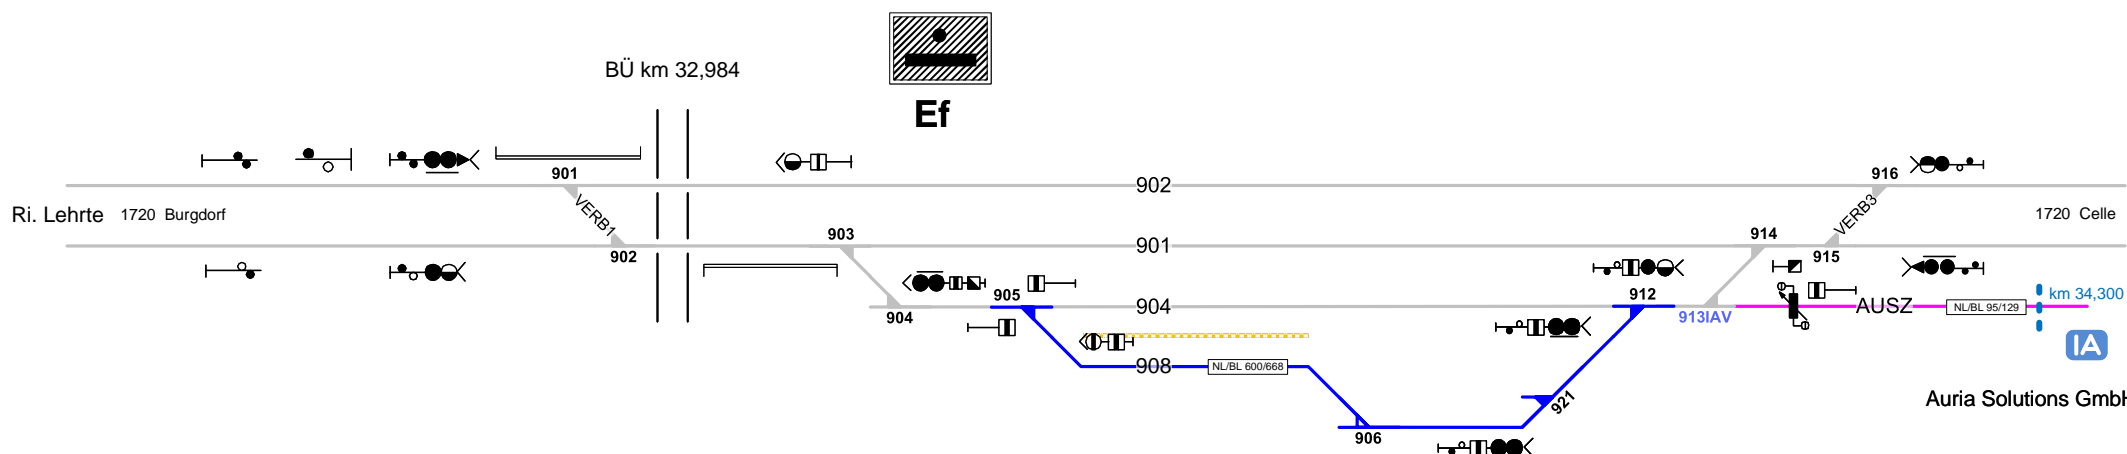 BÜ km 32,984
Ef
901
902
916
Ri. Lehrte 1720 Burgdorf
VERB1
VERB3
1720 Celle
903
901
914
902
915
905
912
km 34,300
904
904
913IAV
AUSZ
NL/BL 95/129
IA
908
NL/BL 600/668
921
Auria Solutions GmbH
906